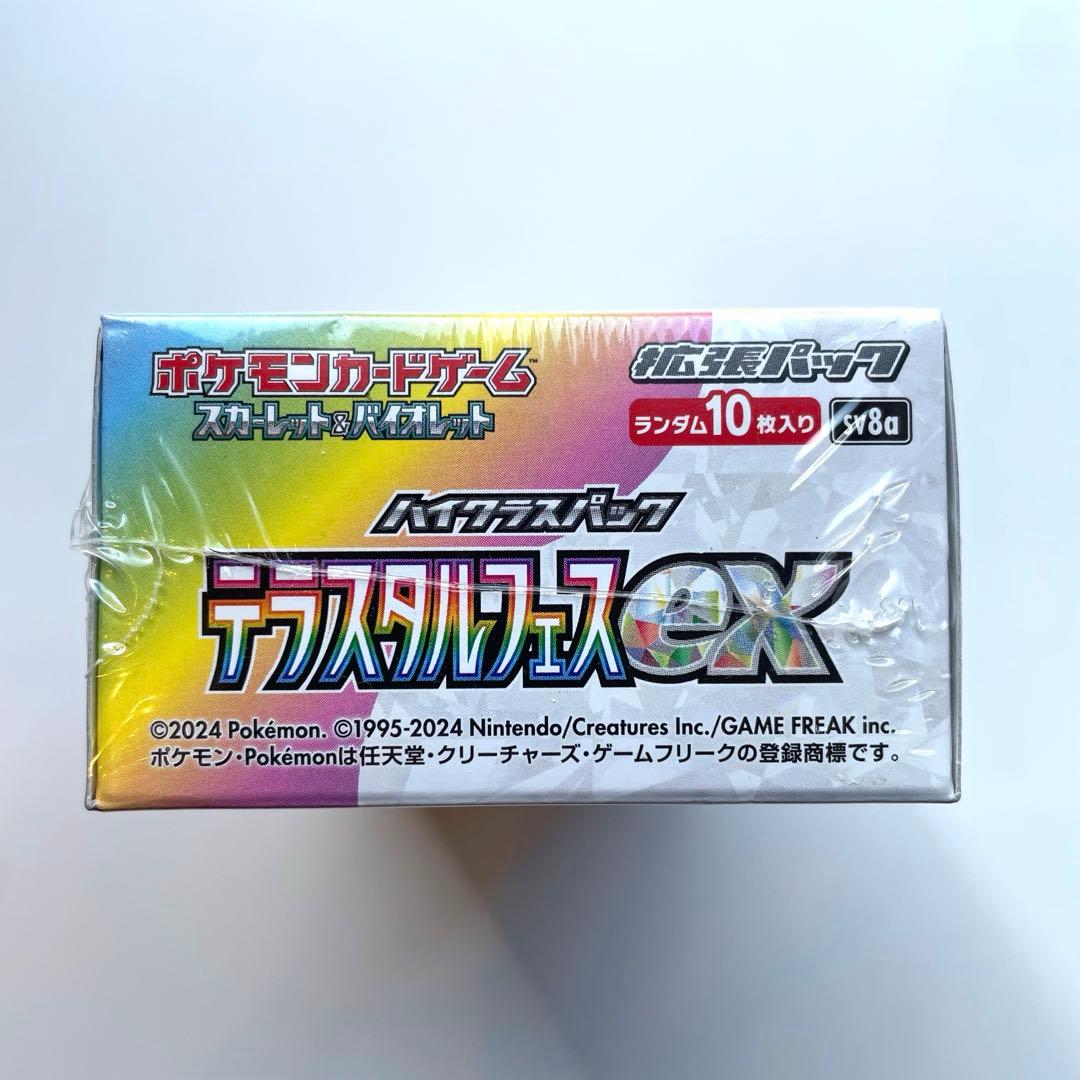 ポケモンカードゲーム™
スカーレット&バイオレット
拡張パック
ランダム10枚入り sv8a
ハイクラスパック
テラスタルフェスex
©2024 Pokémon. ©1995-2024 Nintendo/Creatures Inc./GAME FREAK inc.
ポケモン・Pokémonは任天堂・クリーチャーズ・ゲームフリークの登録商標です。